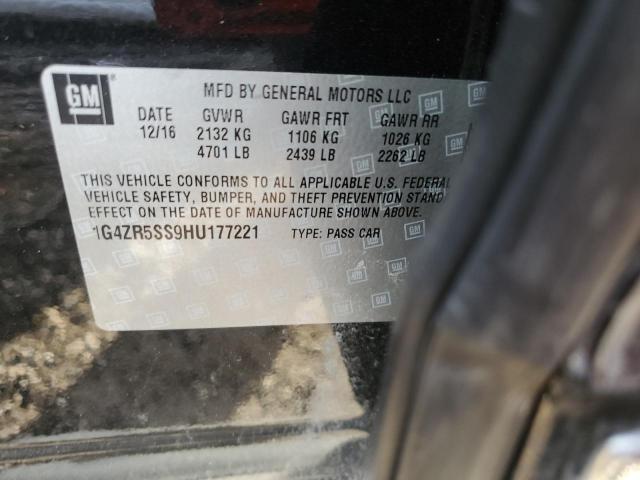 GM
MFD BY GENERAL MOTORS LLC
DATE GVWR GAWR FRT GAWR RR
12/16 2132 KG 1106 KG 1026 KG
4701 LB 2439 LB 2262 LB
THIS VEHICLE CONFORMS TO ALL APPLICABLE U.S. FEDERAL
VEHICLE SAFETY, BUMPER, AND THEFT PREVENTION STAND
EFFECT ON THE DATE OF MANUFACTURE SHOWN ABOVE.
1G4ZR5SS9HU177221 TYPE: PASS CAR